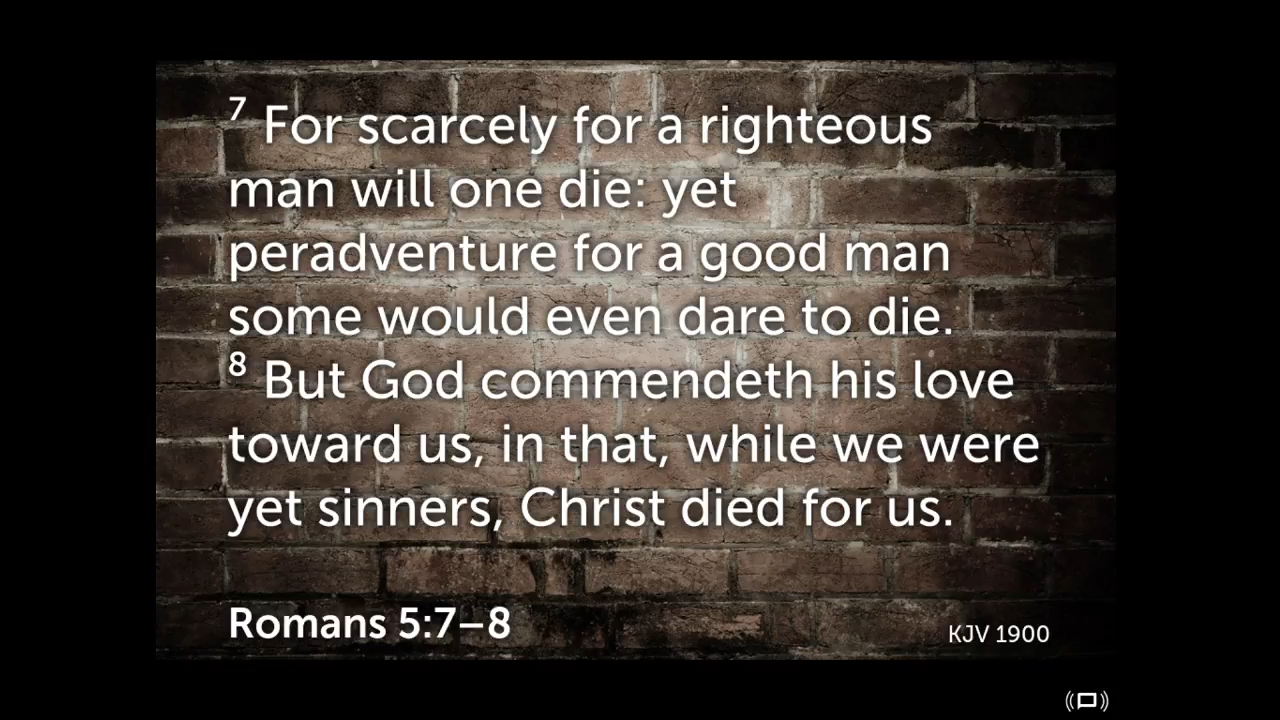 7 For scarcely for a righteous
man will one die: yet
peradventure for a good man
some would even dare to die.
8 But God commendeth his love
toward us, in that, while we were
yet sinners, Christ died for us.
Romans 5:7–8
KJV 1900